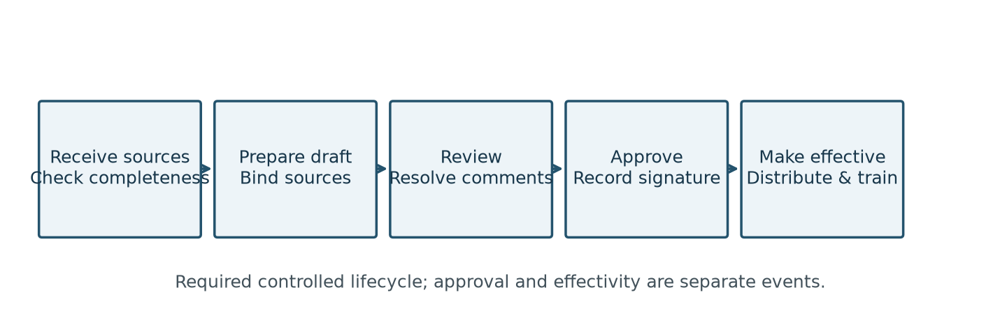 Receive sources
Check completeness
Prepare draft
Bind sources
Review
Resolve comments
Approve
Record signature
Make effective
Distribute & train
Required controlled lifecycle; approval and effectivity are separate events.